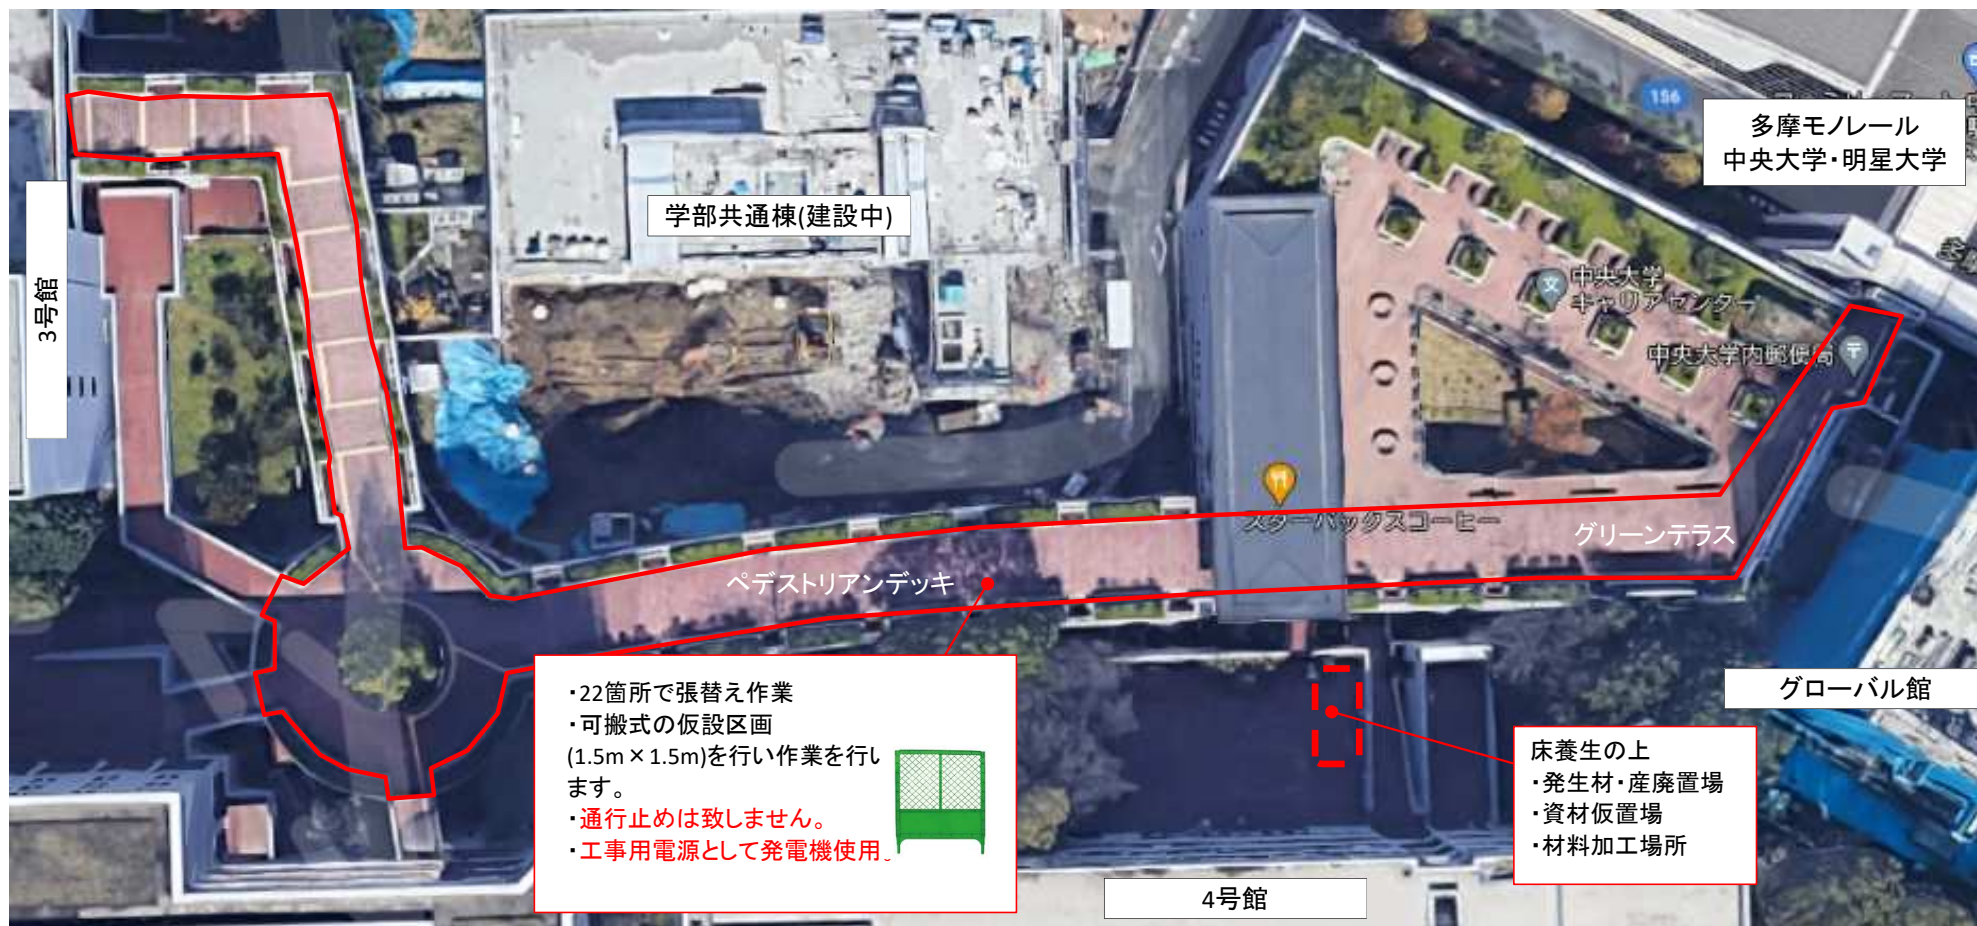 156
多摩モノレール
中央大学・明星大学
学部共通棟(建設中)
3号館
中央大学
キャリアセンター
中央大学内郵便局
スターバックスコーヒー
グリーンテラス
ペデストリアンデッキ
・22箇所で張替え作業
・可搬式の仮設区画
(1.5m×1.5m)を行い作業を行い
ます。
・通行止めは致しません。
・工事用電源として発電機使用。
グローバル館
床養生の上
・発生材・産廃置場
・資材仮置場
・材料加工場所
4号館